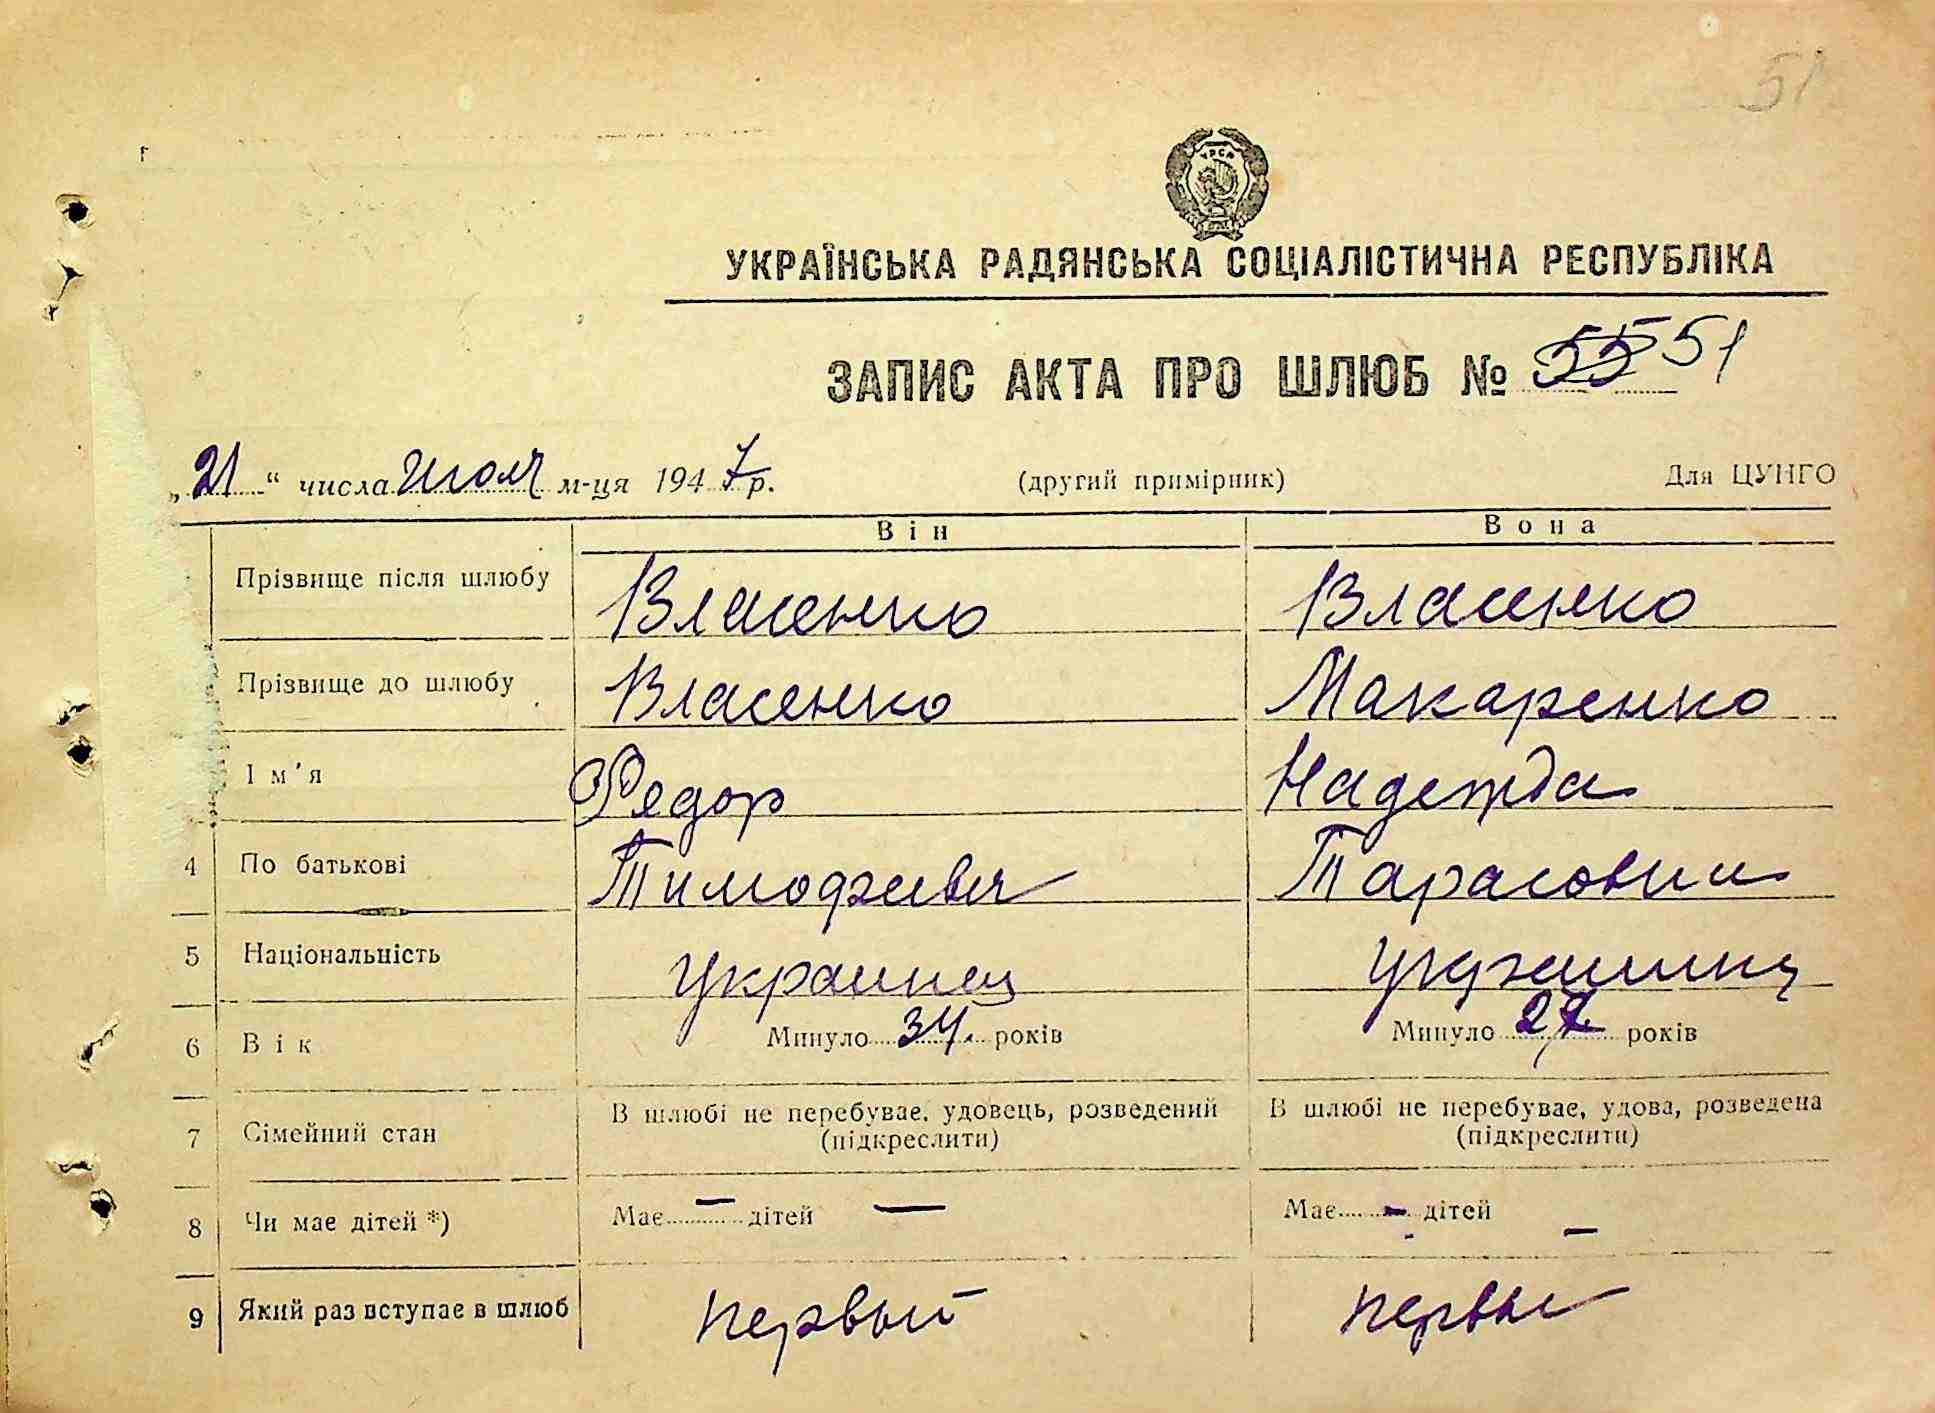 51
УКРАЇНСЬКА РАДЯНСЬКА СОЦІАЛІСТИЧНА РЕСПУБЛІКА
ЗАПИС АКТА ПРО ШЛЮБ № 55 51
„21“ числа Июля м-ця 1947 р. (другий примірник) Для ЦУНГО
Він Вона
Прізвище після шлюбу Власенко Власенко
Прізвище до шлюбу Власенко Макаренко
Ім'я Федор Надежда
4 По батькові Тимофеевич Тарасовна
5 Національність Украинец Украинка
6 Вік Минуло 34. років Минуло 27 років
7 Сімейний стан В шлюбі не перебуває, удовець, розведений В шлюбі не перебуває, удова, розведена
(підкреслити) (підкреслити)
8 Чи має дітей *) Має — дітей — Має — дітей —
9 Який раз вступає в шлюб первый первый